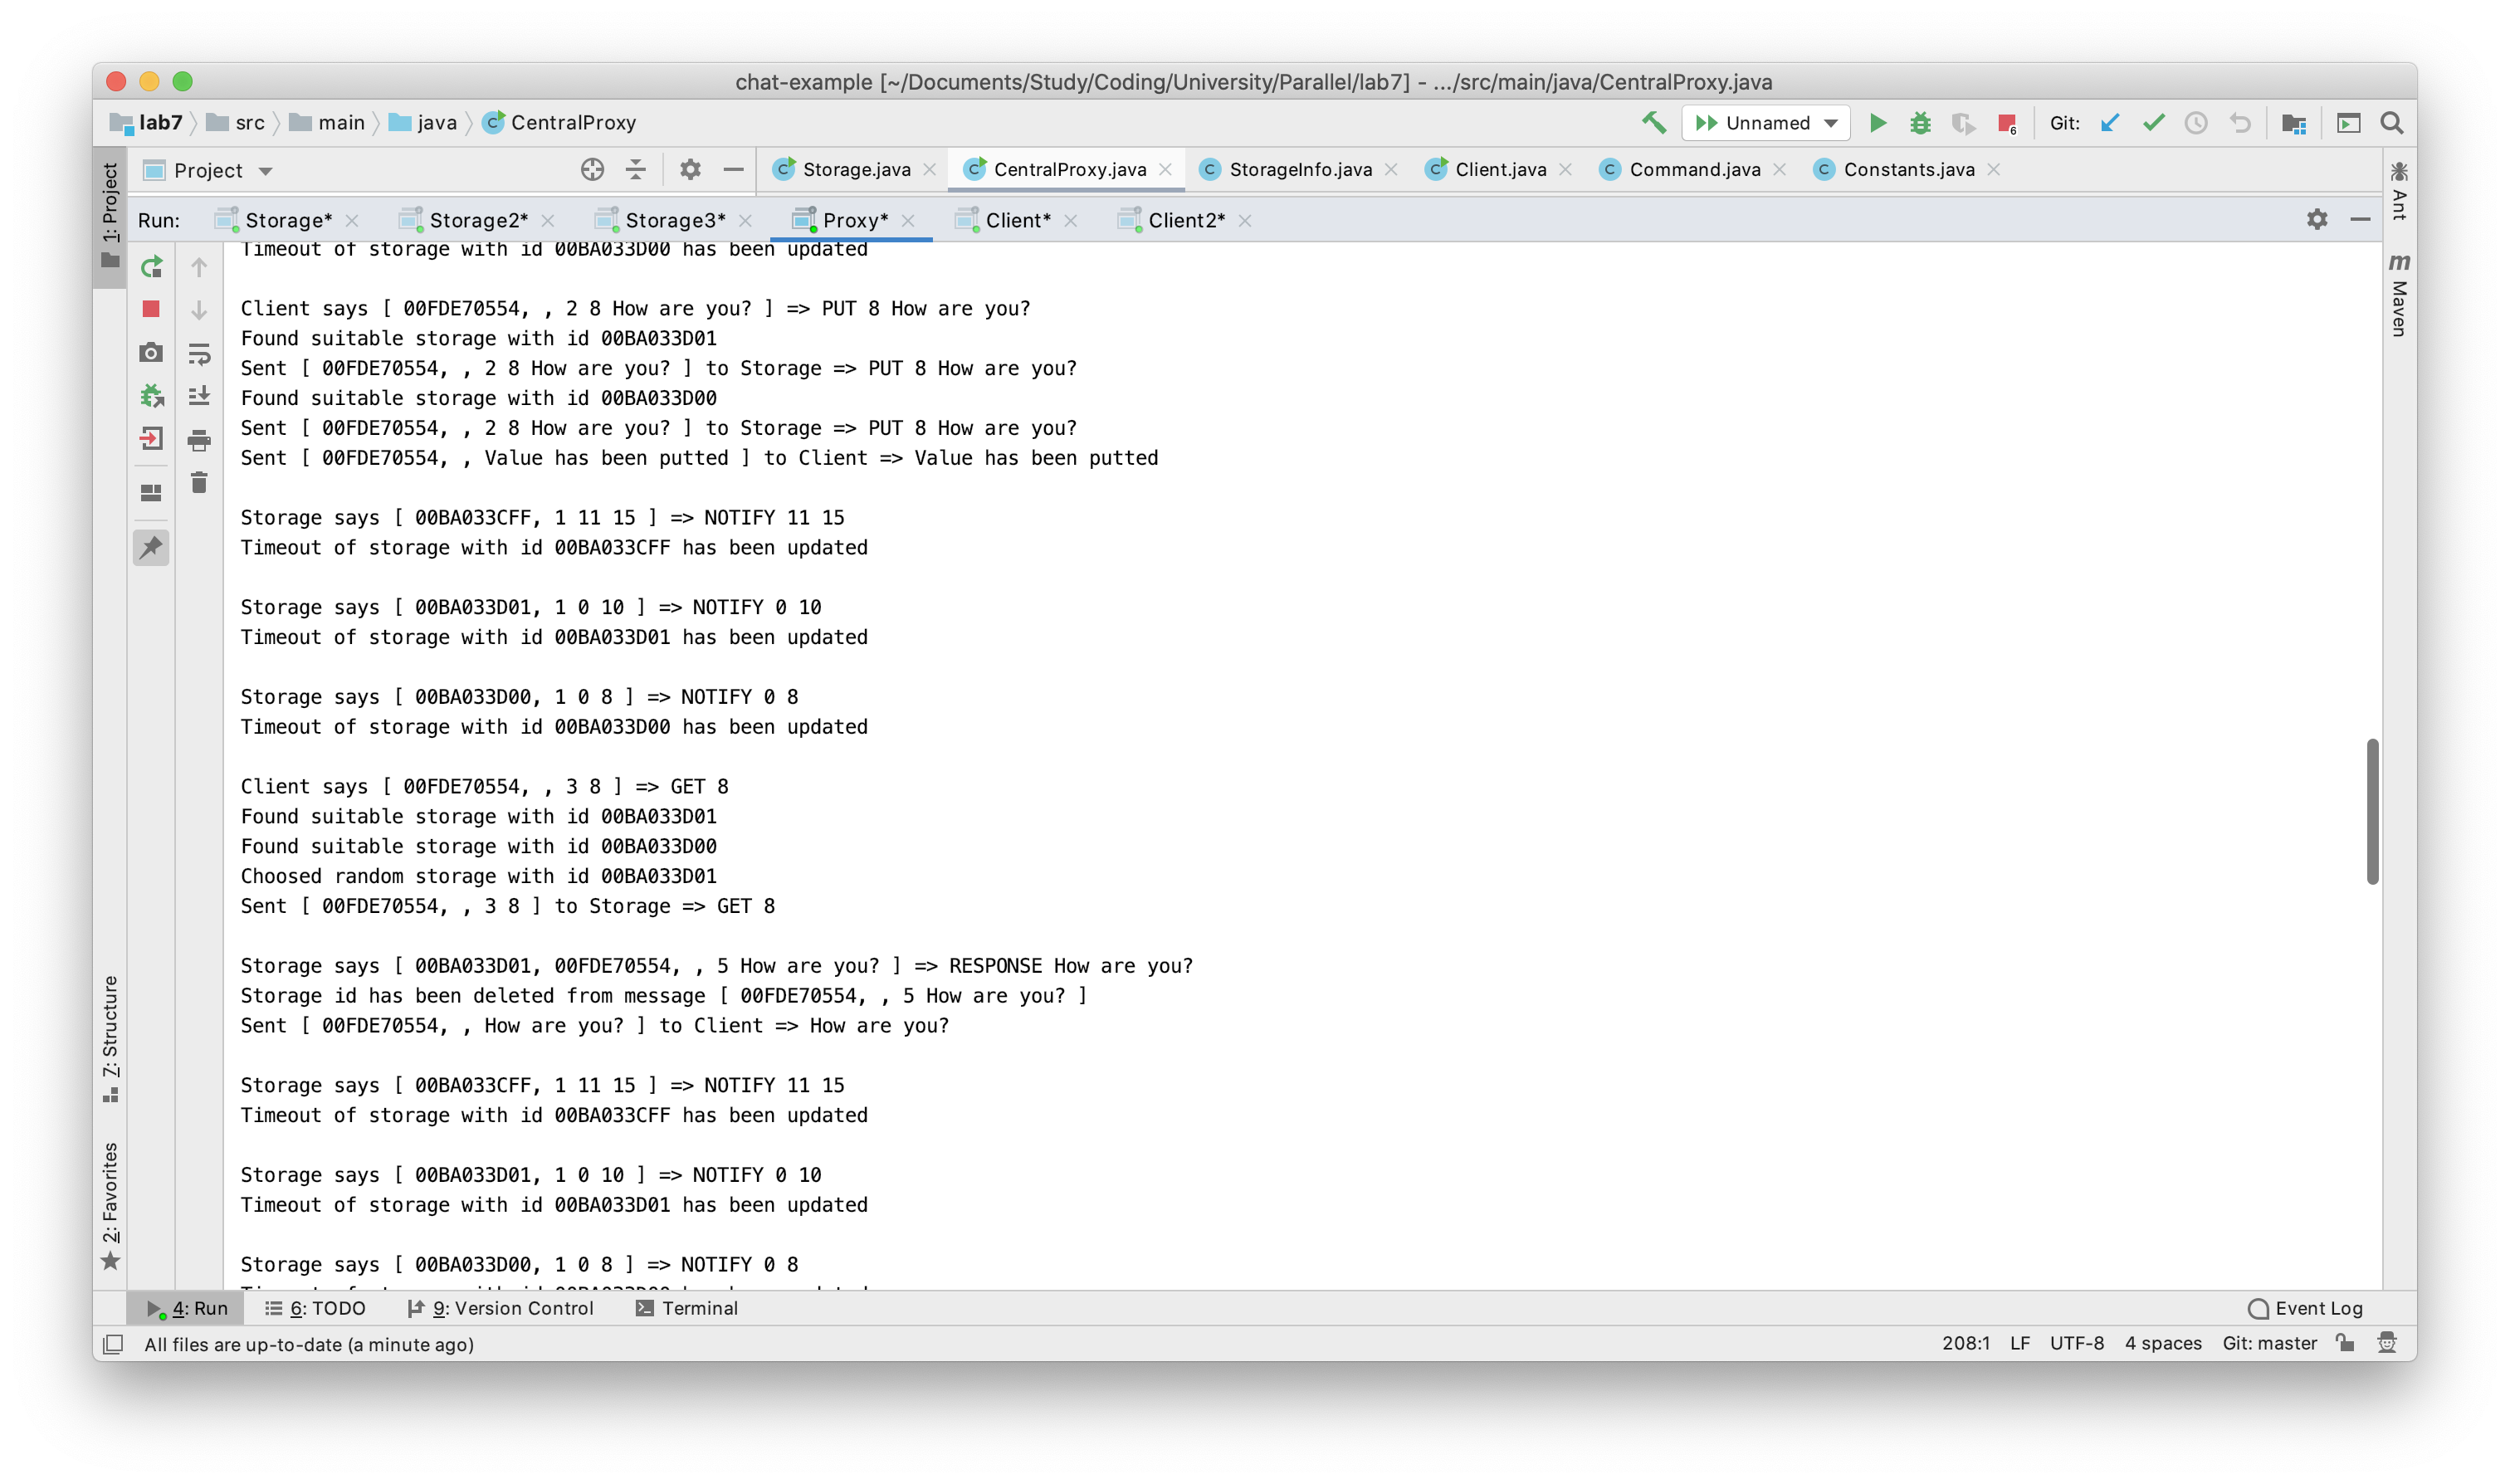 chat-example [~/Documents/Study/Coding/University/Parallel/lab7] - .../src/main/java/CentralProxy.java
lab7 src main java CentralProxy Unnamed 6 Git:
Project Storage.java CentralProxy.java StorageInfo.java Client.java Command.java Constants.java
Run: Storage* Storage2* Storage3* Proxy* Client* Client2*
1: Project
7: Structure
2: Favorites
Ant
Maven
Timeout of storage with id 00BA033D00 has been updated
Client says [ 00FDE70554, , 2 8 How are you? ] => PUT 8 How are you?
Found suitable storage with id 00BA033D01
Sent [ 00FDE70554, , 2 8 How are you? ] to Storage => PUT 8 How are you?
Found suitable storage with id 00BA033D00
Sent [ 00FDE70554, , 2 8 How are you? ] to Storage => PUT 8 How are you?
Sent [ 00FDE70554, , Value has been putted ] to Client => Value has been putted
Storage says [ 00BA033CFF, 1 11 15 ] => NOTIFY 11 15
Timeout of storage with id 00BA033CFF has been updated
Storage says [ 00BA033D01, 1 0 10 ] => NOTIFY 0 10
Timeout of storage with id 00BA033D01 has been updated
Storage says [ 00BA033D00, 1 0 8 ] => NOTIFY 0 8
Timeout of storage with id 00BA033D00 has been updated
Client says [ 00FDE70554, , 3 8 ] => GET 8
Found suitable storage with id 00BA033D01
Found suitable storage with id 00BA033D00
Choosed random storage with id 00BA033D01
Sent [ 00FDE70554, , 3 8 ] to Storage => GET 8
Storage says [ 00BA033D01, 00FDE70554, , 5 How are you? ] => RESPONSE How are you?
Storage id has been deleted from message [ 00FDE70554, , 5 How are you? ]
Sent [ 00FDE70554, , How are you? ] to Client => How are you?
Storage says [ 00BA033CFF, 1 11 15 ] => NOTIFY 11 15
Timeout of storage with id 00BA033CFF has been updated
Storage says [ 00BA033D01, 1 0 10 ] => NOTIFY 0 10
Timeout of storage with id 00BA033D01 has been updated
Storage says [ 00BA033D00, 1 0 8 ] => NOTIFY 0 8
4: Run 6: TODO 9: Version Control Terminal Event Log
All files are up-to-date (a minute ago) 208:1 LF UTF-8 4 spaces Git: master